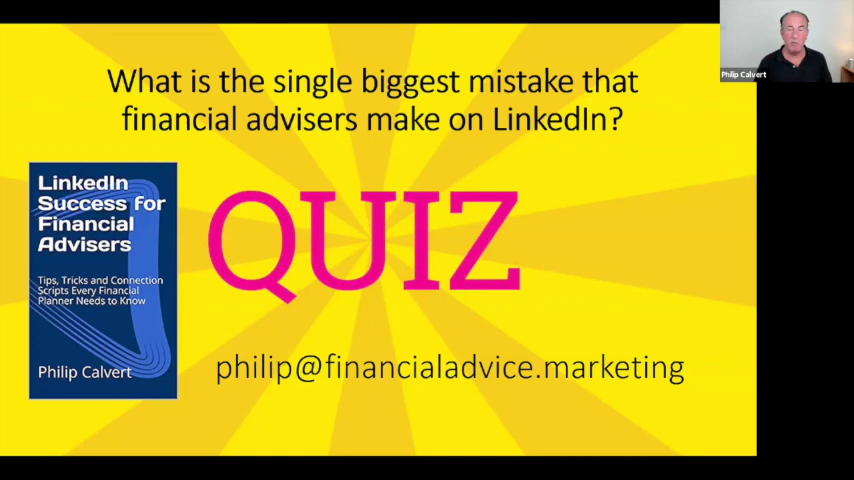 What is the single biggest mistake that
financial advisers make on LinkedIn?
LinkedIn
Success for
Financial
Advisers
Tips, Tricks and Connection
Scripts Every Financial
Planner Needs to Know
Philip Calvert
QUIZ
philip@financialadvice.marketing
Philip Calvert